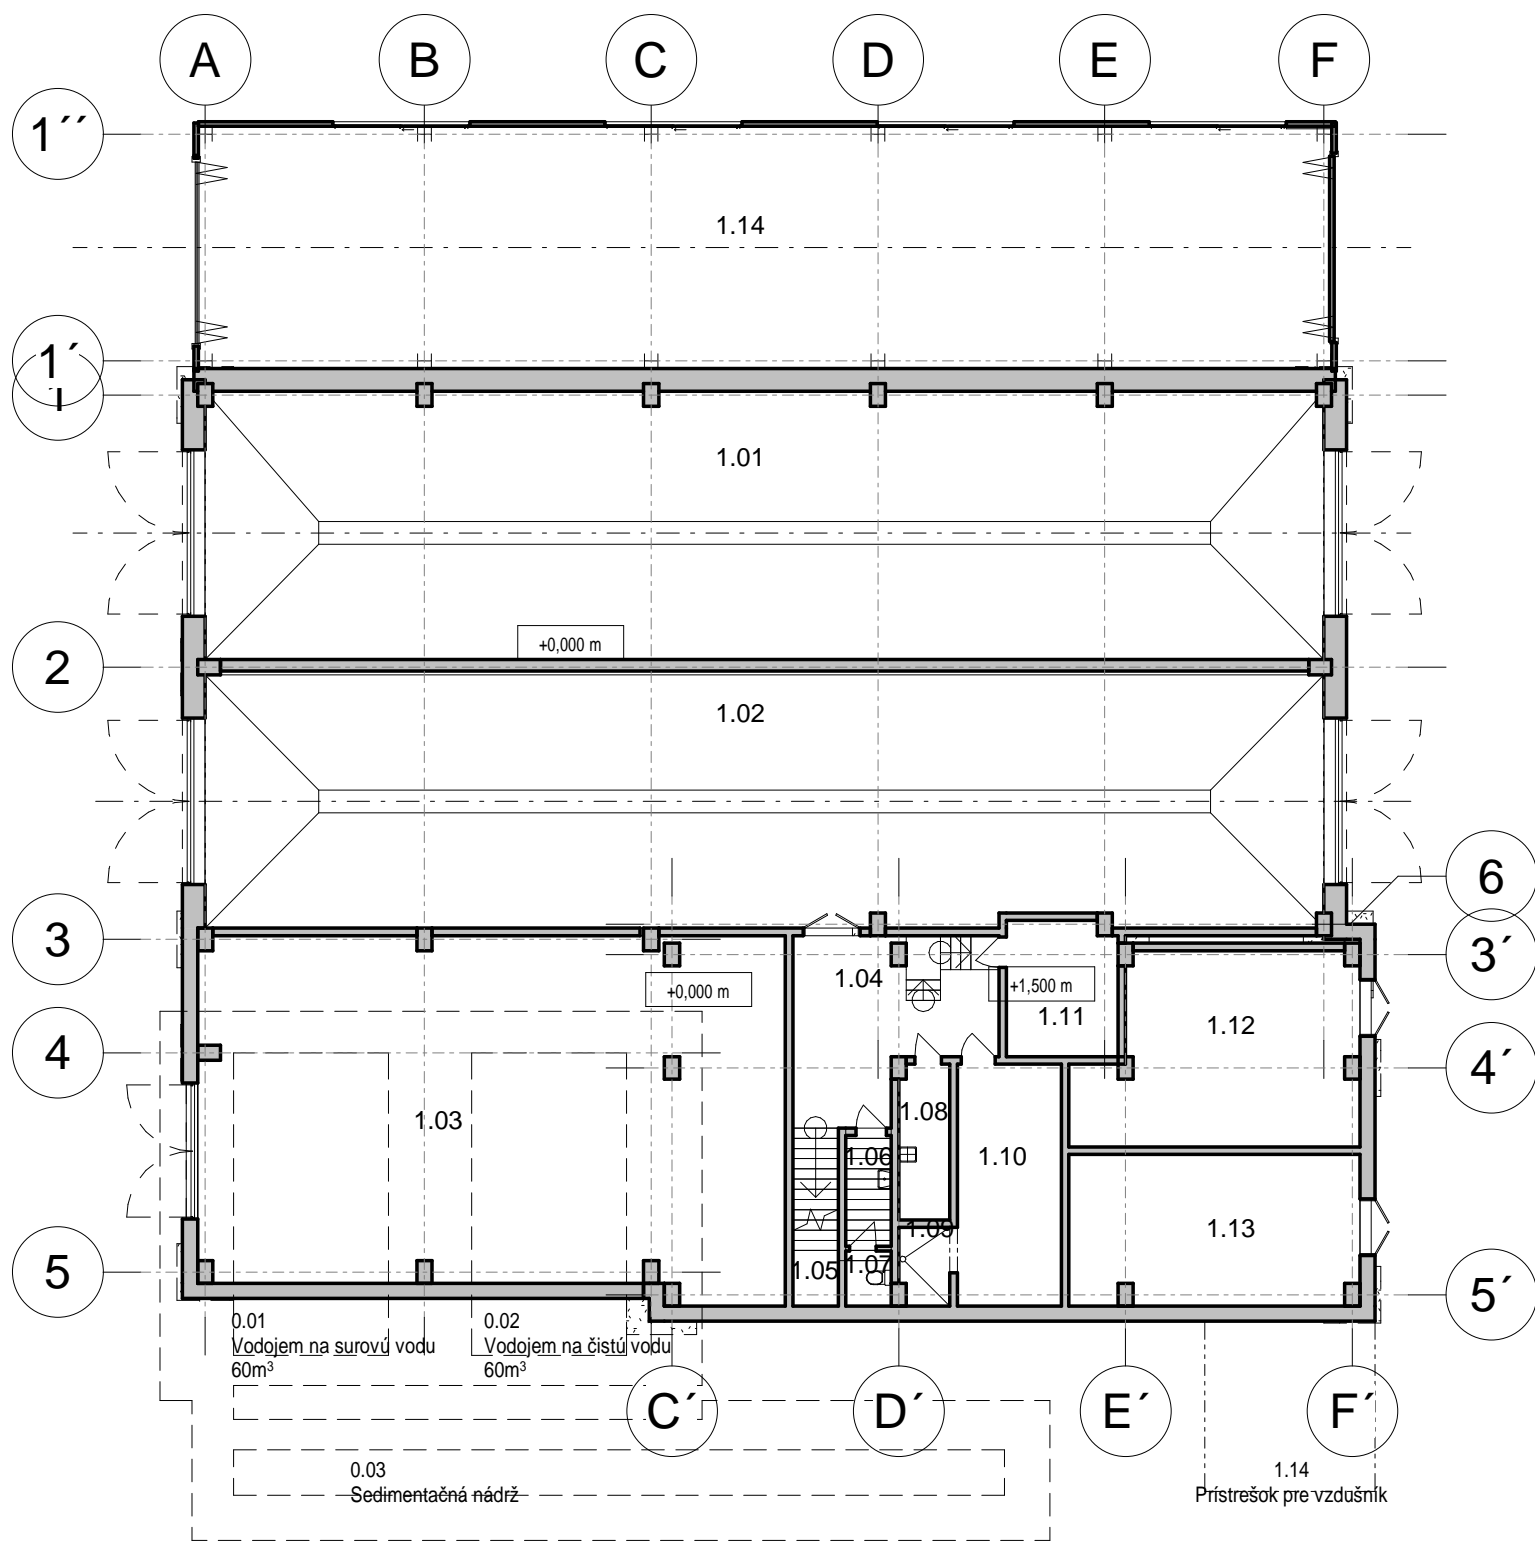 A B C D E F
1´´
1.14
1´
1
1.01
+0,000 m
2
1.02
6
3
3´
1.04
+0,000 m
+1,500 m
1.11
1.12
4
4´
1.03
1.08
1.06
1.10
1.09
1.13
1.05
1.07
5
5´
0.01
Vodojem na surovú vodu
60m³
0.02
Vodojem na čistú vodu
60m³
C´ D´ E´ F´
0.03
Sedimentačná nádrž
1.14
Prístrešok pre vzdušník